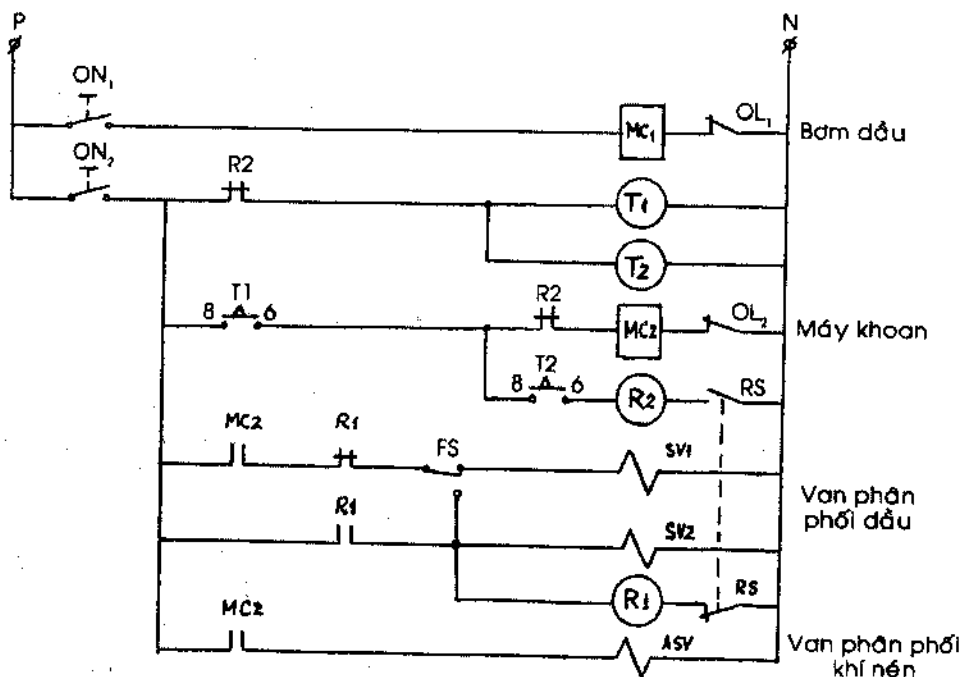 P N
ON₁
MC₁ OL₁ Bơm dầu
ON₂
R2
T1
T2
T1 R2
8 6 MC2 OL₂ Máy khoan
T2
8 6 R2 RS
MC2 R1 FS SV1
Van phân
phối dầu
R1 SV2
R1 RS
MC2 ASV Van phân phối
khí nén